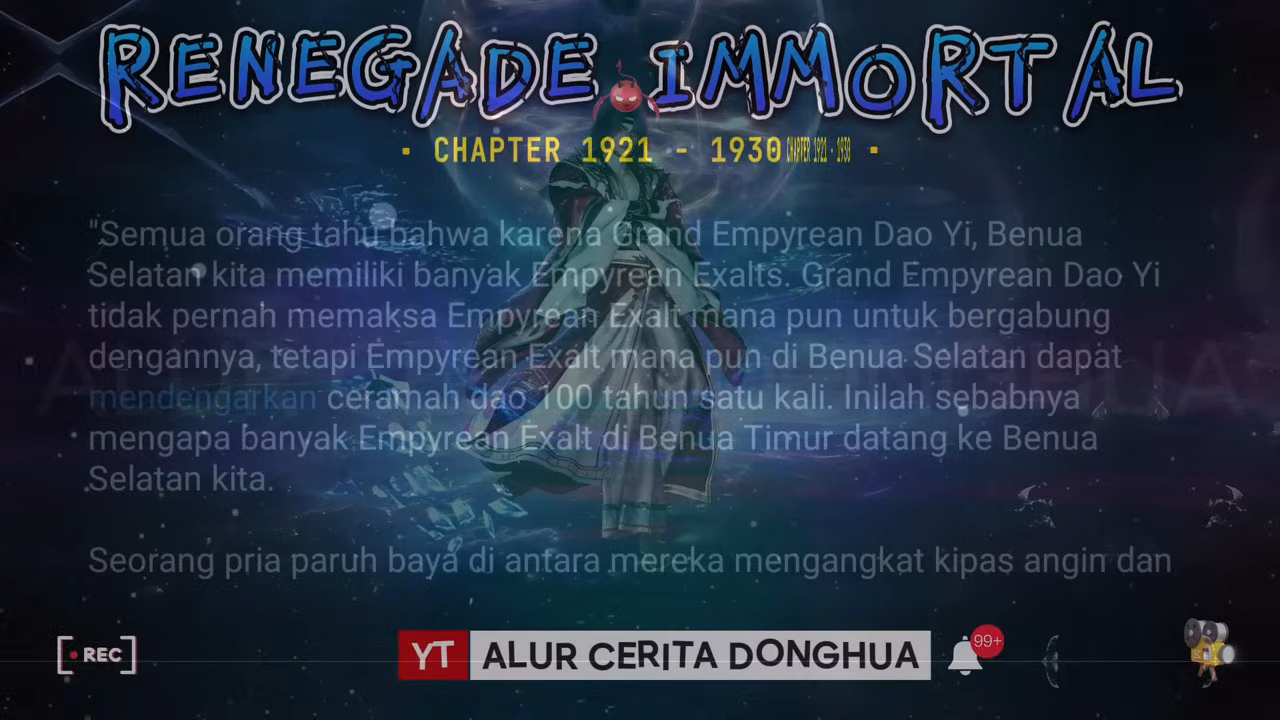 RENEGADE IMMORTAL
· CHAPTER 1921 - 1930 CHAPTER 1921 - 1930 ·
"Semua orang tahu bahwa karena Grand Empyrean Dao Yi, Benua
Selatan kita memiliki banyak Empyrean Exalts. Grand Empyrean Dao Yi
tidak pernah memaksa Empyrean Exalt mana pun untuk bergabung
dengannya, tetapi Empyrean Exalt mana pun di Benua Selatan dapat
mendengarkan ceramah dao 100 tahun satu kali. Inilah sebabnya
mengapa banyak Empyrean Exalt di Benua Timur datang ke Benua
Selatan kita.
Seorang pria paruh baya di antara mereka mengangkat kipas angin dan
REC
YT ALUR CERITA DONGHUA
99+